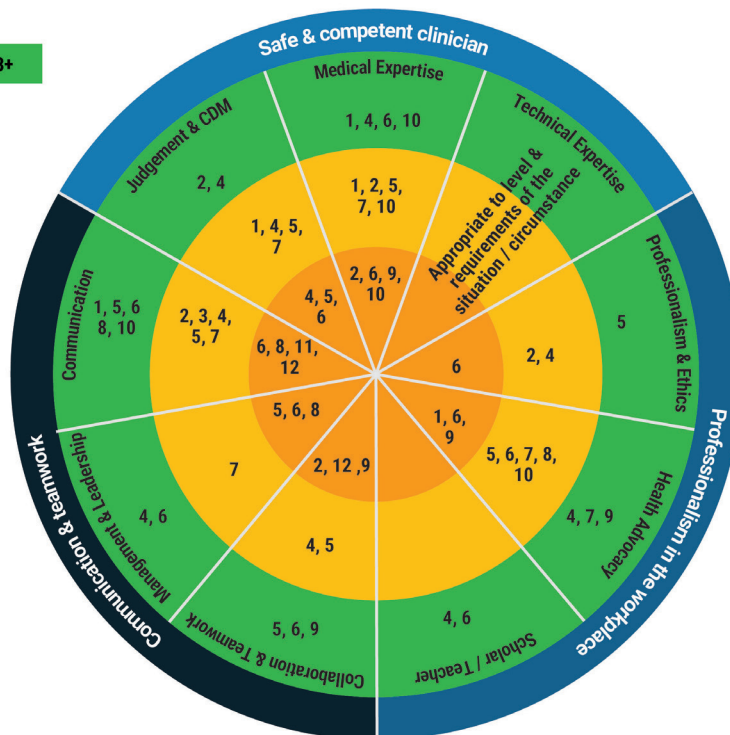 3+
Safe & competent clinician
Medical Expertise
1, 4, 6, 10
1, 2, 5,
7, 10
2, 6, 9,
10
Technical Expertise
Appropriate to level &
requirements of the
situation / circumstance
Professionalism & Ethics
5
2, 4
6
Health Advocacy
4, 7, 9
5, 6, 7, 8,
10
1, 6,
9
Professionalism in the workplace
Scholar / Teacher
4, 6
Collaboration & Teamwork
5, 6, 9
4, 5
2, 12 ,9
Management & Leadership
4, 6
7
5, 6, 8
Communication & teamwork
Communication
1, 5, 6
8, 10
2, 3, 4,
5, 7
6, 8, 11,
12
Judgement & CDM
2, 4
1, 4, 5,
7
4, 5,
6